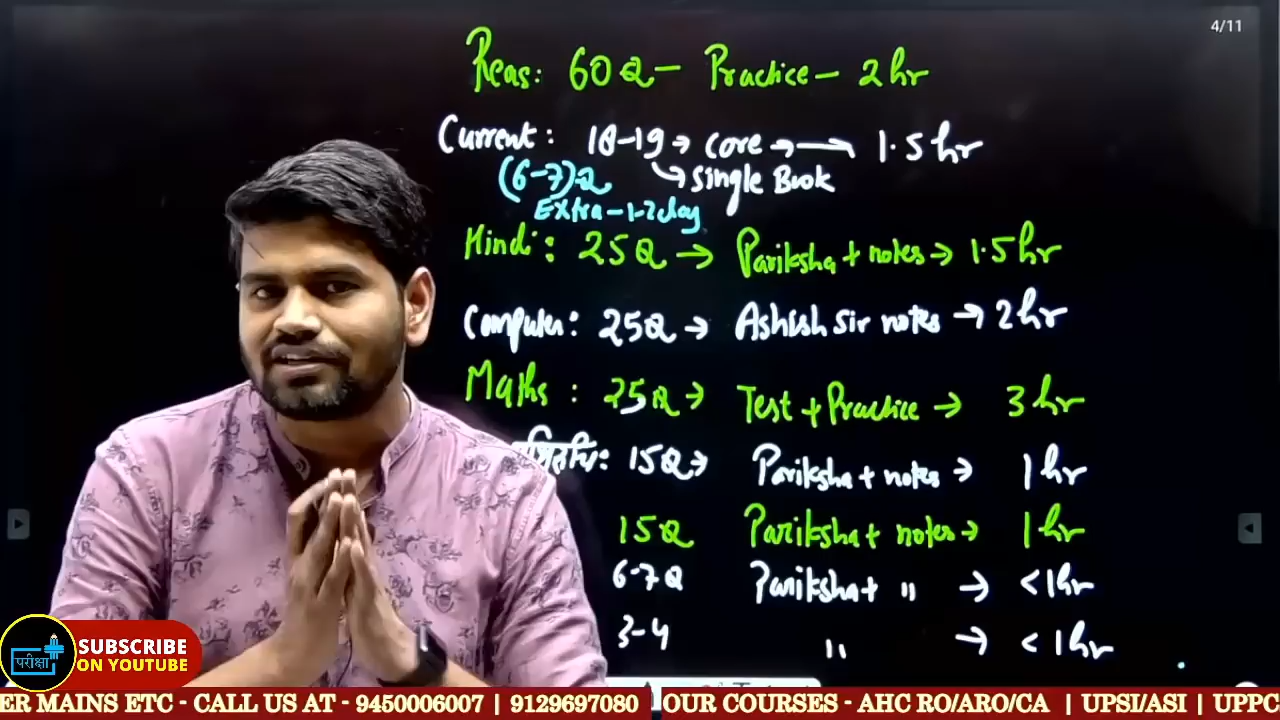 4/11
Reas: 60Q - Practice - 2hr
Current: 18-19 → core → → 1.5hr
(6-7)Q → Single Book
Extra - 1-2 day
Hindi: 25Q → Pariksha + notes → 1.5hr
Computer: 25Q → Ashish Sir notes → 2hr
Maths: 25Q → Test + Practice → 3hr
15Q → Pariksha + notes → 1hr
15Q Pariksha + notes → 1hr
6-7Q Pariksha + " → <1hr
3-4 " → <1hr
परीक्षा
SUBSCRIBE
ON YOUTUBE
ER MAINS ETC - CALL US AT - 9450006007 | 9129697080 OUR COURSES - AHC RO/ARO/CA | UPSI/ASI | UPPC